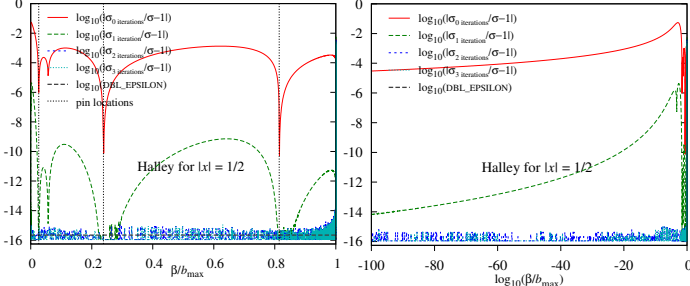 log10(|σ0 iterations/σ−1|)
log10(|σ1 iteration/σ−1|)
log10(|σ2 iterations/σ−1|)
log10(|σ3 iterations/σ−1|)
log10(DBL_EPSILON)
pin locations
Halley for |x| = 1/2
0
-2
-4
-6
-8
-10
-12
-14
-16
0 0.2 0.4 0.6 0.8 1
β/bmax
log10(|σ0 iterations/σ−1|)
log10(|σ1 iteration/σ−1|)
log10(|σ2 iterations/σ−1|)
log10(|σ3 iterations/σ−1|)
log10(DBL_EPSILON)
Halley for |x| = 1/2
0
-2
-4
-6
-8
-10
-12
-14
-16
-100 -80 -60 -40 -20 0
log10(β/bmax)